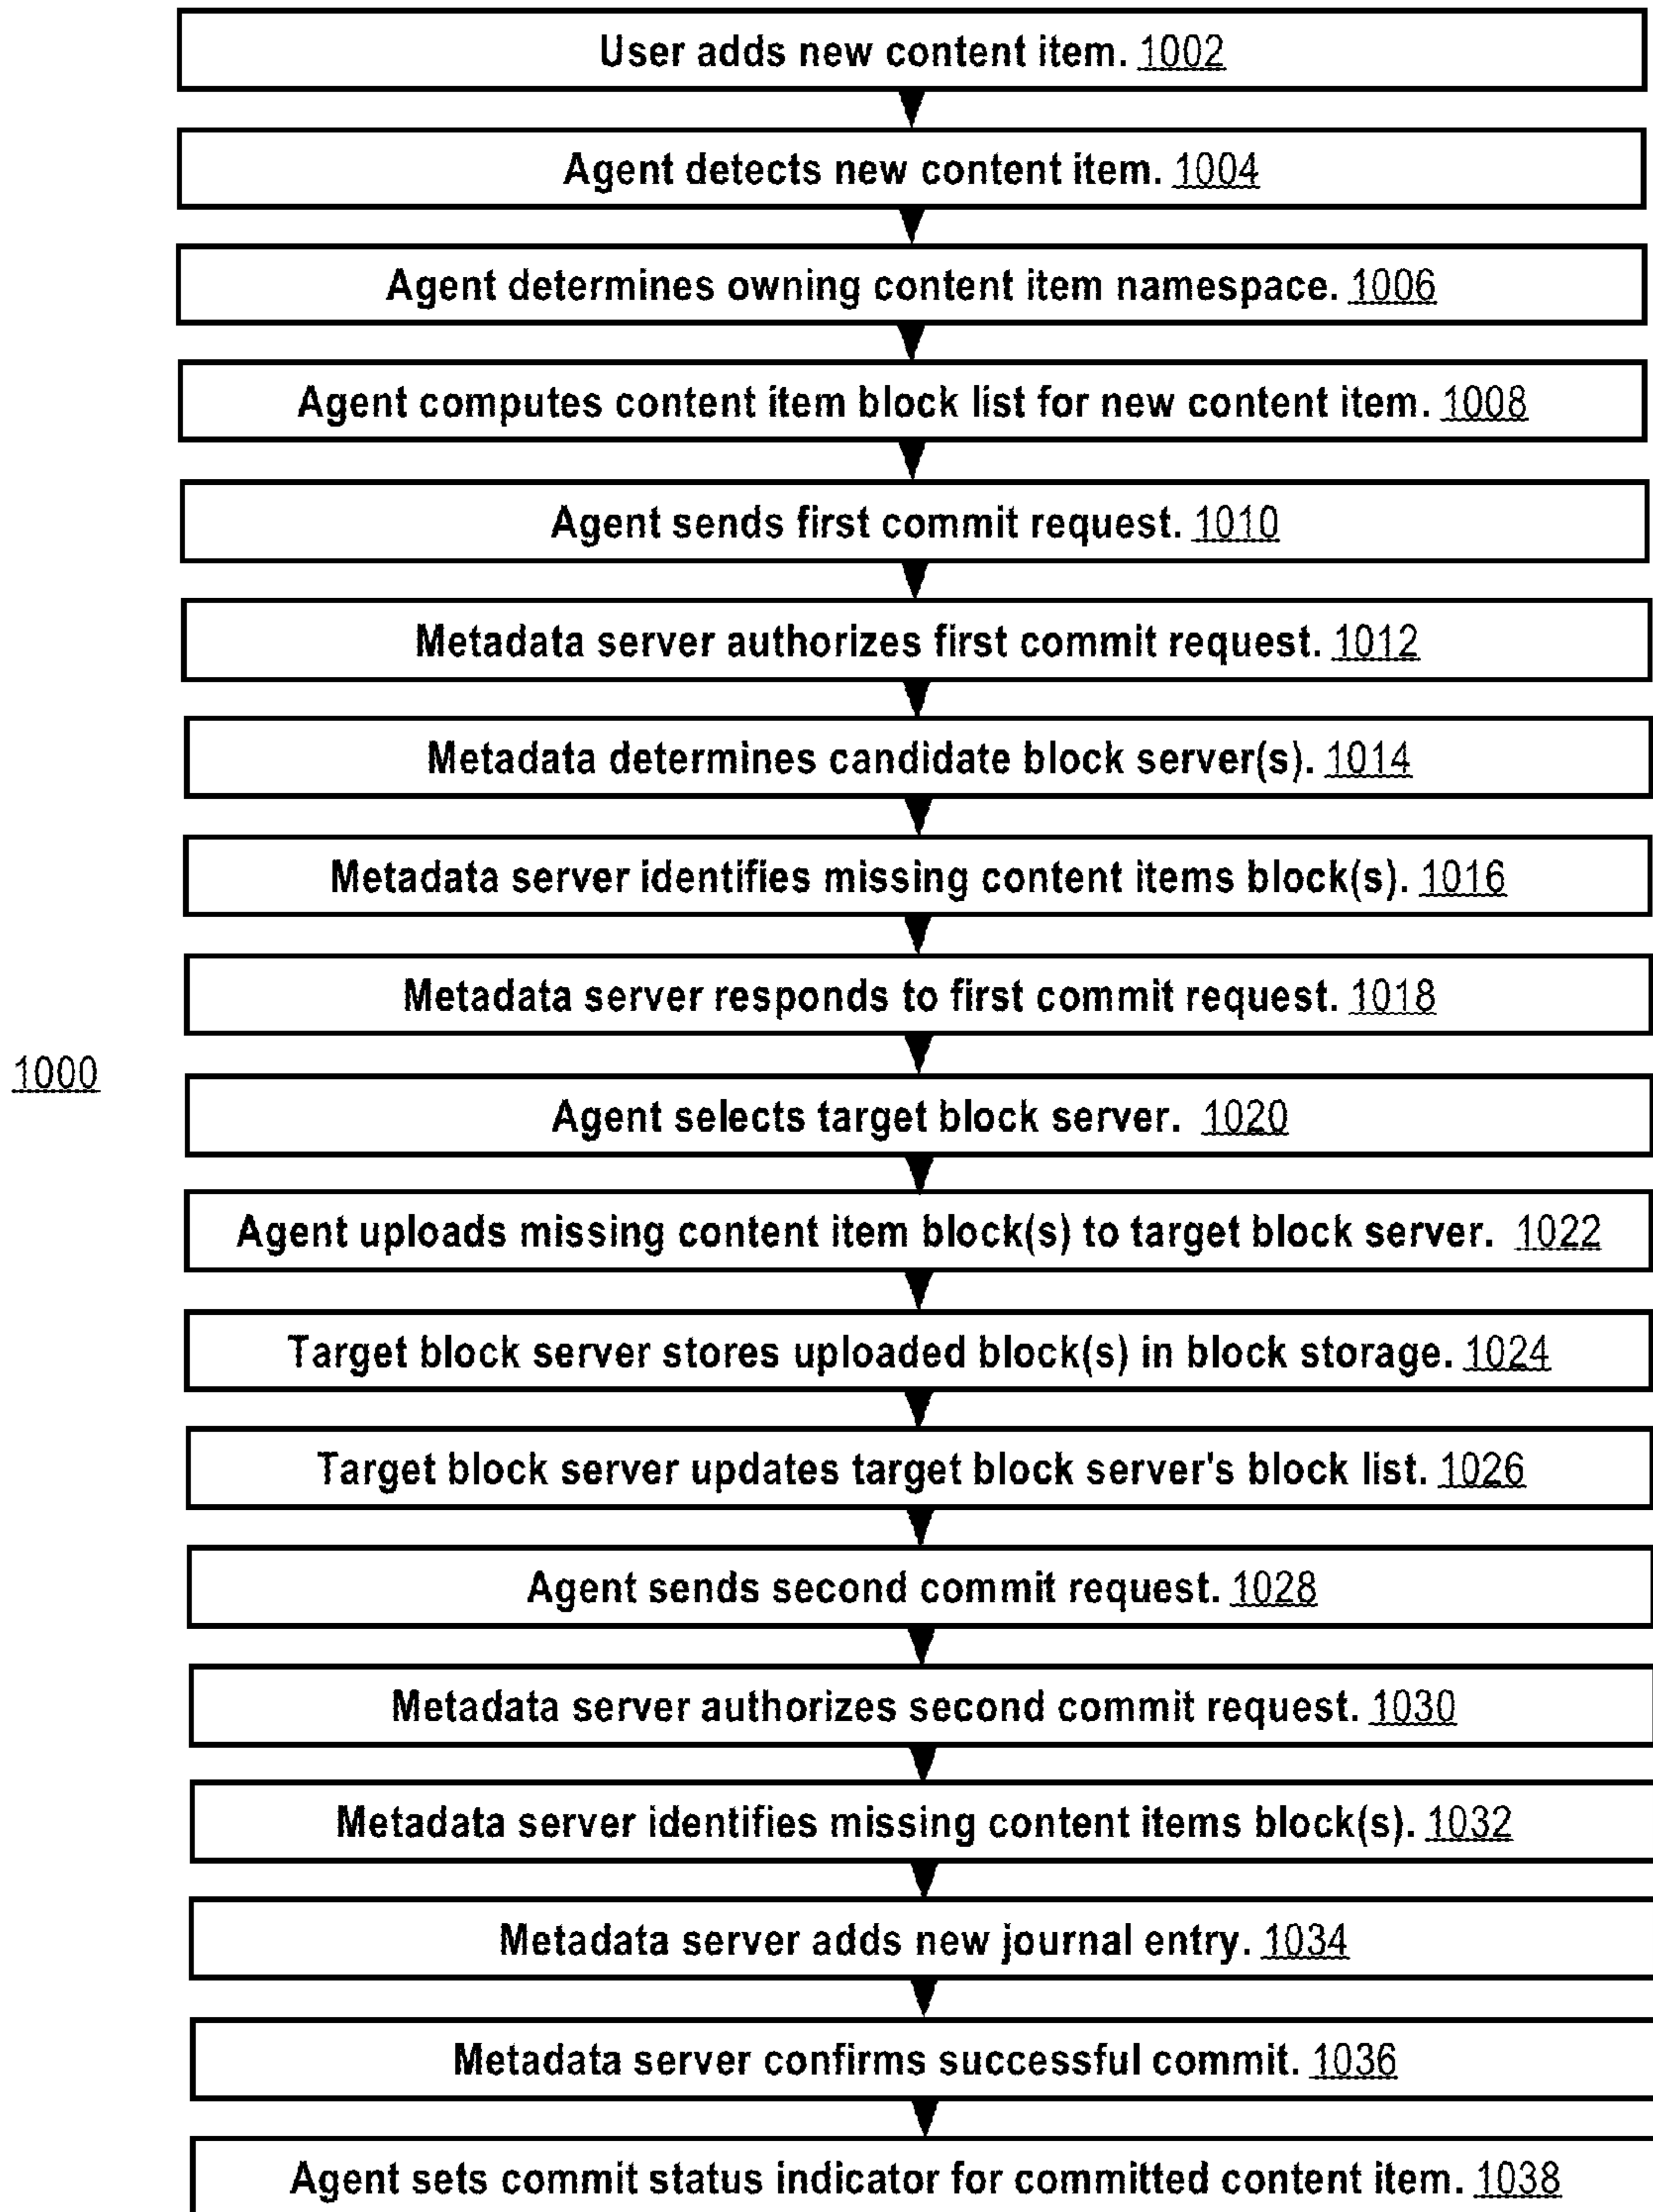 User adds new content item. 1002
Agent detects new content item. 1004
Agent determines owning content item namespace. 1006
Agent computes content item block list for new content item. 1008
Agent sends first commit request. 1010
Metadata server authorizes first commit request. 1012
Metadata determines candidate block server(s). 1014
Metadata server identifies missing content items block(s). 1016
Metadata server responds to first commit request. 1018
1000
Agent selects target block server. 1020
Agent uploads missing content item block(s) to target block server. 1022
Target block server stores uploaded block(s) in block storage. 1024
Target block server updates target block server's block list. 1026
Agent sends second commit request. 1028
Metadata server authorizes second commit request. 1030
Metadata server identifies missing content items block(s). 1032
Metadata server adds new journal entry. 1034
Metadata server confirms successful commit. 1036
Agent sets commit status indicator for committed content item. 1038